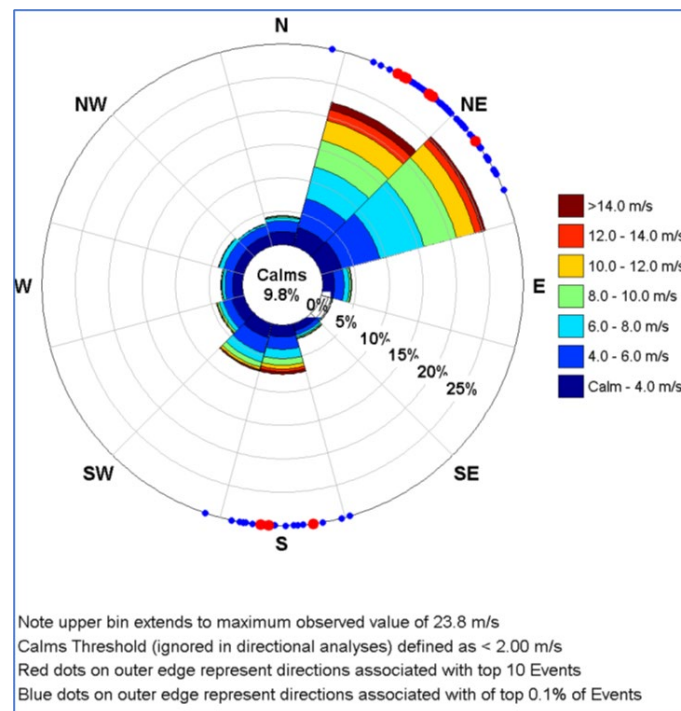 N
NW
NE
W
E
SW
SE
S
Calms
9.8%
0%
5%
10%
15%
20%
25%
>14.0 m/s
12.0 - 14.0 m/s
10.0 - 12.0 m/s
8.0 - 10.0 m/s
6.0 - 8.0 m/s
4.0 - 6.0 m/s
Calm - 4.0 m/s
Note upper bin extends to maximum observed value of 23.8 m/s
Calms Threshold (ignored in directional analyses) defined as < 2.00 m/s
Red dots on outer edge represent directions associated with top 10 Events
Blue dots on outer edge represent directions associated with of top 0.1% of Events